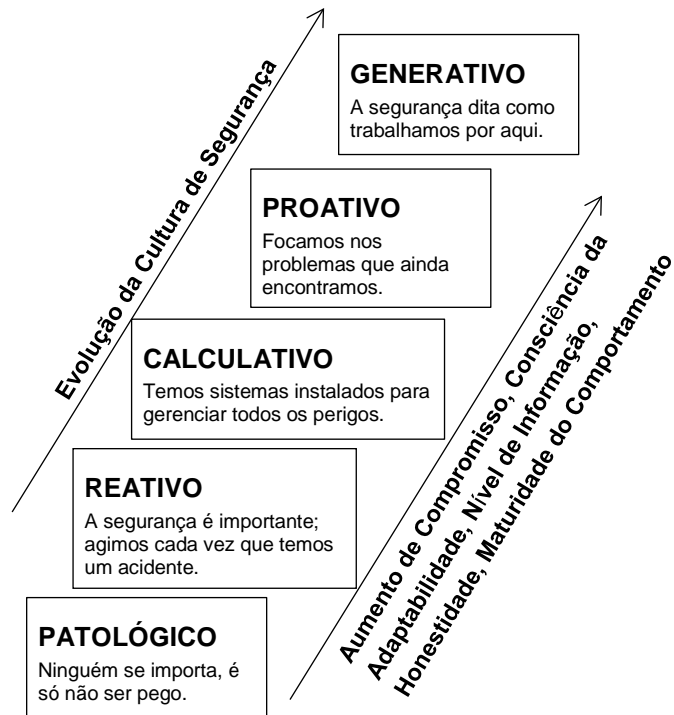 Evolução da Cultura de Segurança
GENERATIVO
A segurança dita como
trabalhamos por aqui.
PROATIVO
Focamos nos
problemas que ainda
encontramos.
CALCULATIVO
Temos sistemas instalados para
gerenciar todos os perigos.
REATIVO
A segurança é importante;
agimos cada vez que temos
um acidente.
PATOLÓGICO
Ninguém se importa, é
só não ser pego.
Aumento de Compromisso, Consciência da
Adaptabilidade, Nível de Informação,
Honestidade, Maturidade do Comportamento